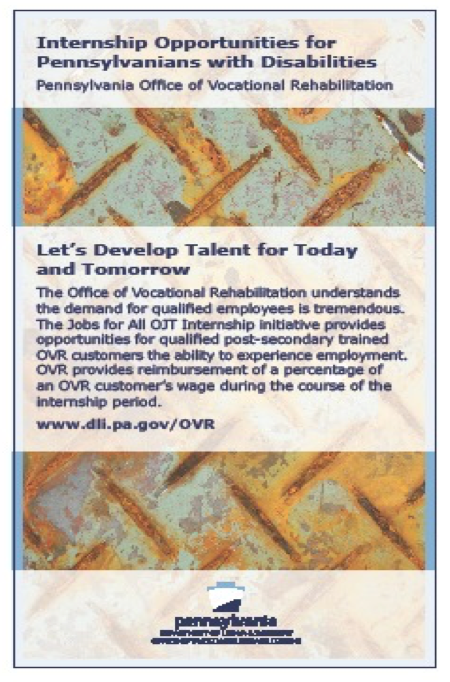 Internship Opportunities for
Pennsylvanians with Disabilities
Pennsylvania Office of Vocational Rehabilitation
Let's Develop Talent for Today
and Tomorrow
The Office of Vocational Rehabilitation understands
the demand for qualified employees is tremendous.
The Jobs for All OJT Internship initiative provides
opportunities for qualified post-secondary trained
OVR customers the ability to experience employment.
OVR provides reimbursement of a percentage of
an OVR customer's wage during the course of the
internship period.
www.dli.pa.gov/OVR
pennsylvania